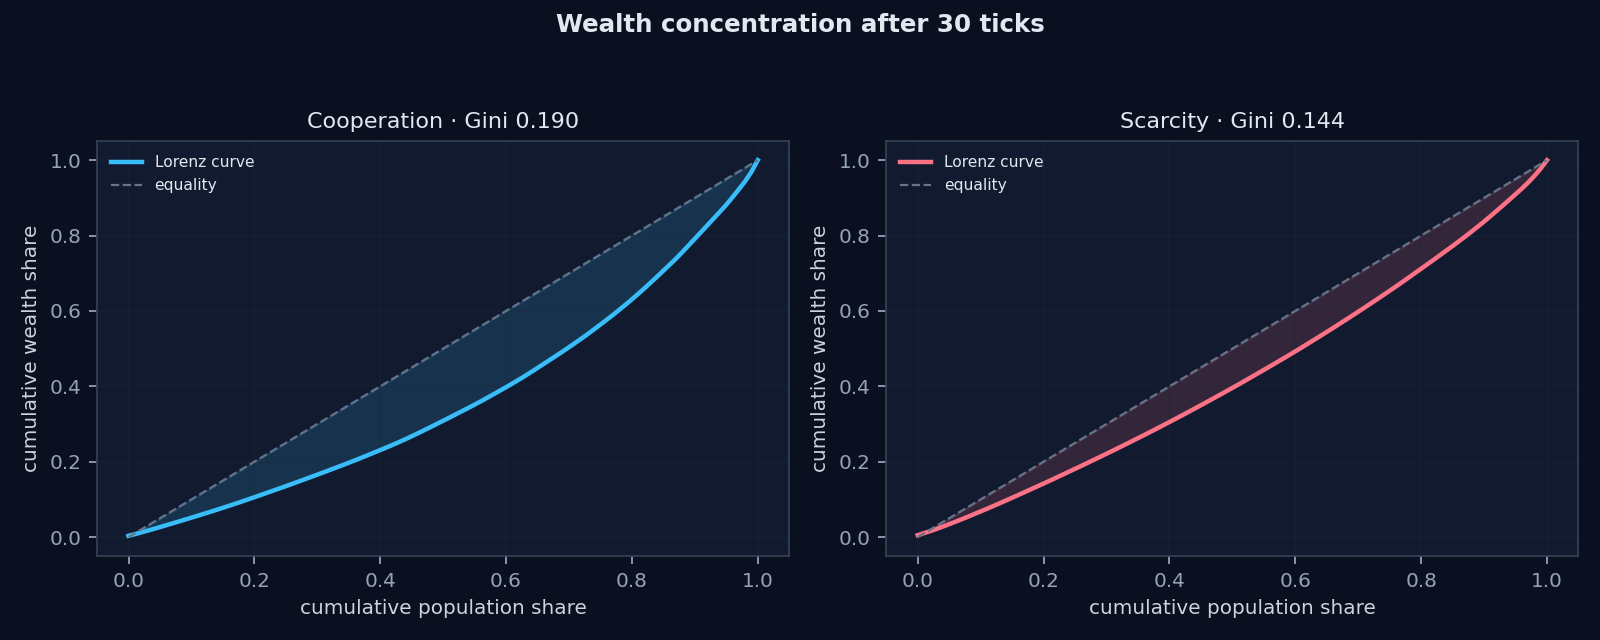 Wealth concentration after 30 ticks
Cooperation · Gini 0.190
Lorenz curve
equality
1.0
0.8
0.6
0.4
0.2
0.0
cumulative wealth share
0.0 0.2 0.4 0.6 0.8 1.0
cumulative population share
Scarcity · Gini 0.144
Lorenz curve
equality
1.0
0.8
0.6
0.4
0.2
0.0
cumulative wealth share
0.0 0.2 0.4 0.6 0.8 1.0
cumulative population share